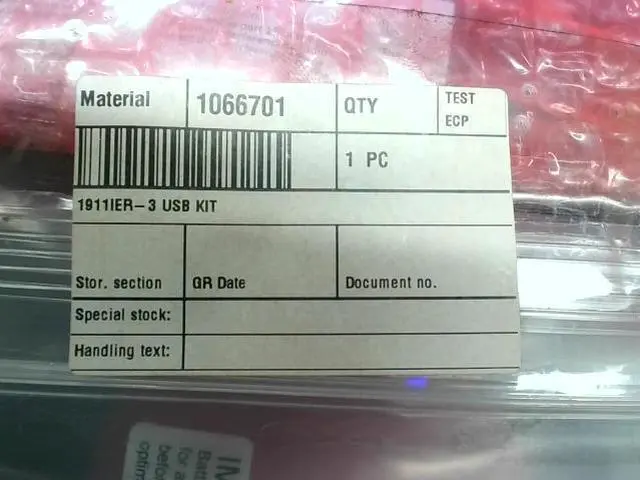 Material 1066701 QTY TEST
ECP
1 PC
1911IER-3 USB KIT
Stor. section GR Date Document no.
Special stock:
Handling text: